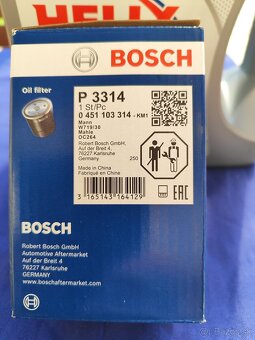 HELIX
BOSCH
Oil filter
P 3314
1 St/Pc
0 451 103 314 - KM1
Mann
W719/30
Mahle
OC264
Robert Bosch GmbH,
Auf der Breit 4
76227 Karlsruhe
Germany
250
Made in China
Fabriqué en China
EAC
3 165143 164129
BOSCH
Robert Bosch GmbH
Automotive Aftermarket
Auf der Breit 4
76227 Karlsruhe
GERMANY
www.boschaftermarket.com